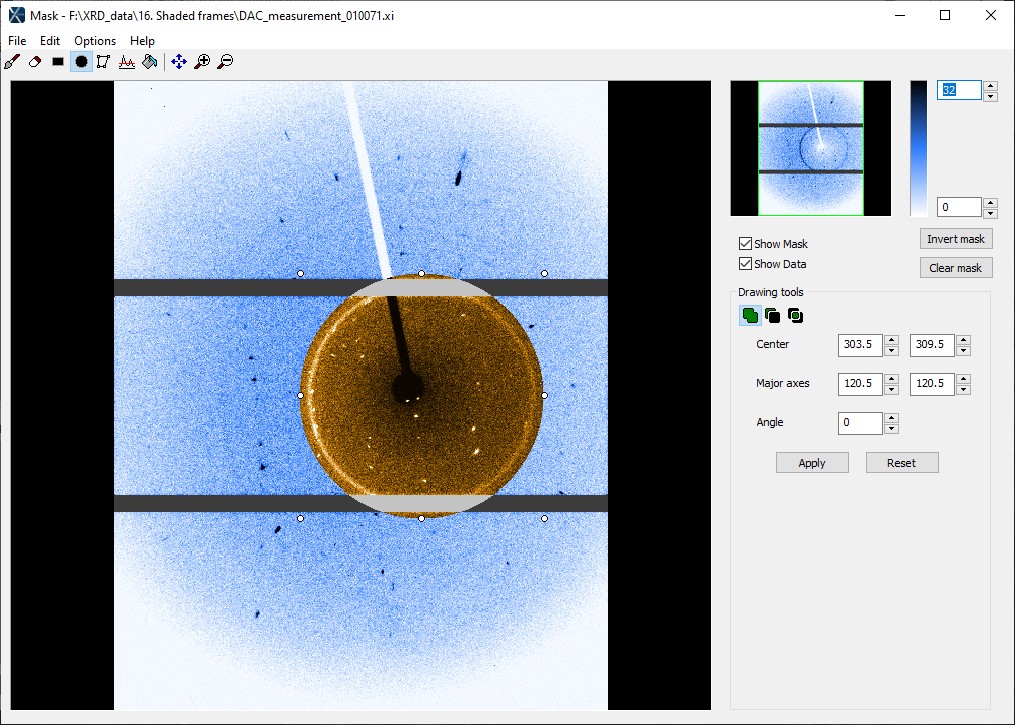 Mask - F:\XRD_data\16. Shaded frames\DAC_measurement_010071.xi
File Edit Options Help
32
0
Show Mask
Invert mask
Show Data
Clear mask
Drawing tools
Center 303.5 309.5
Major axes 120.5 120.5
Angle 0
Apply Reset